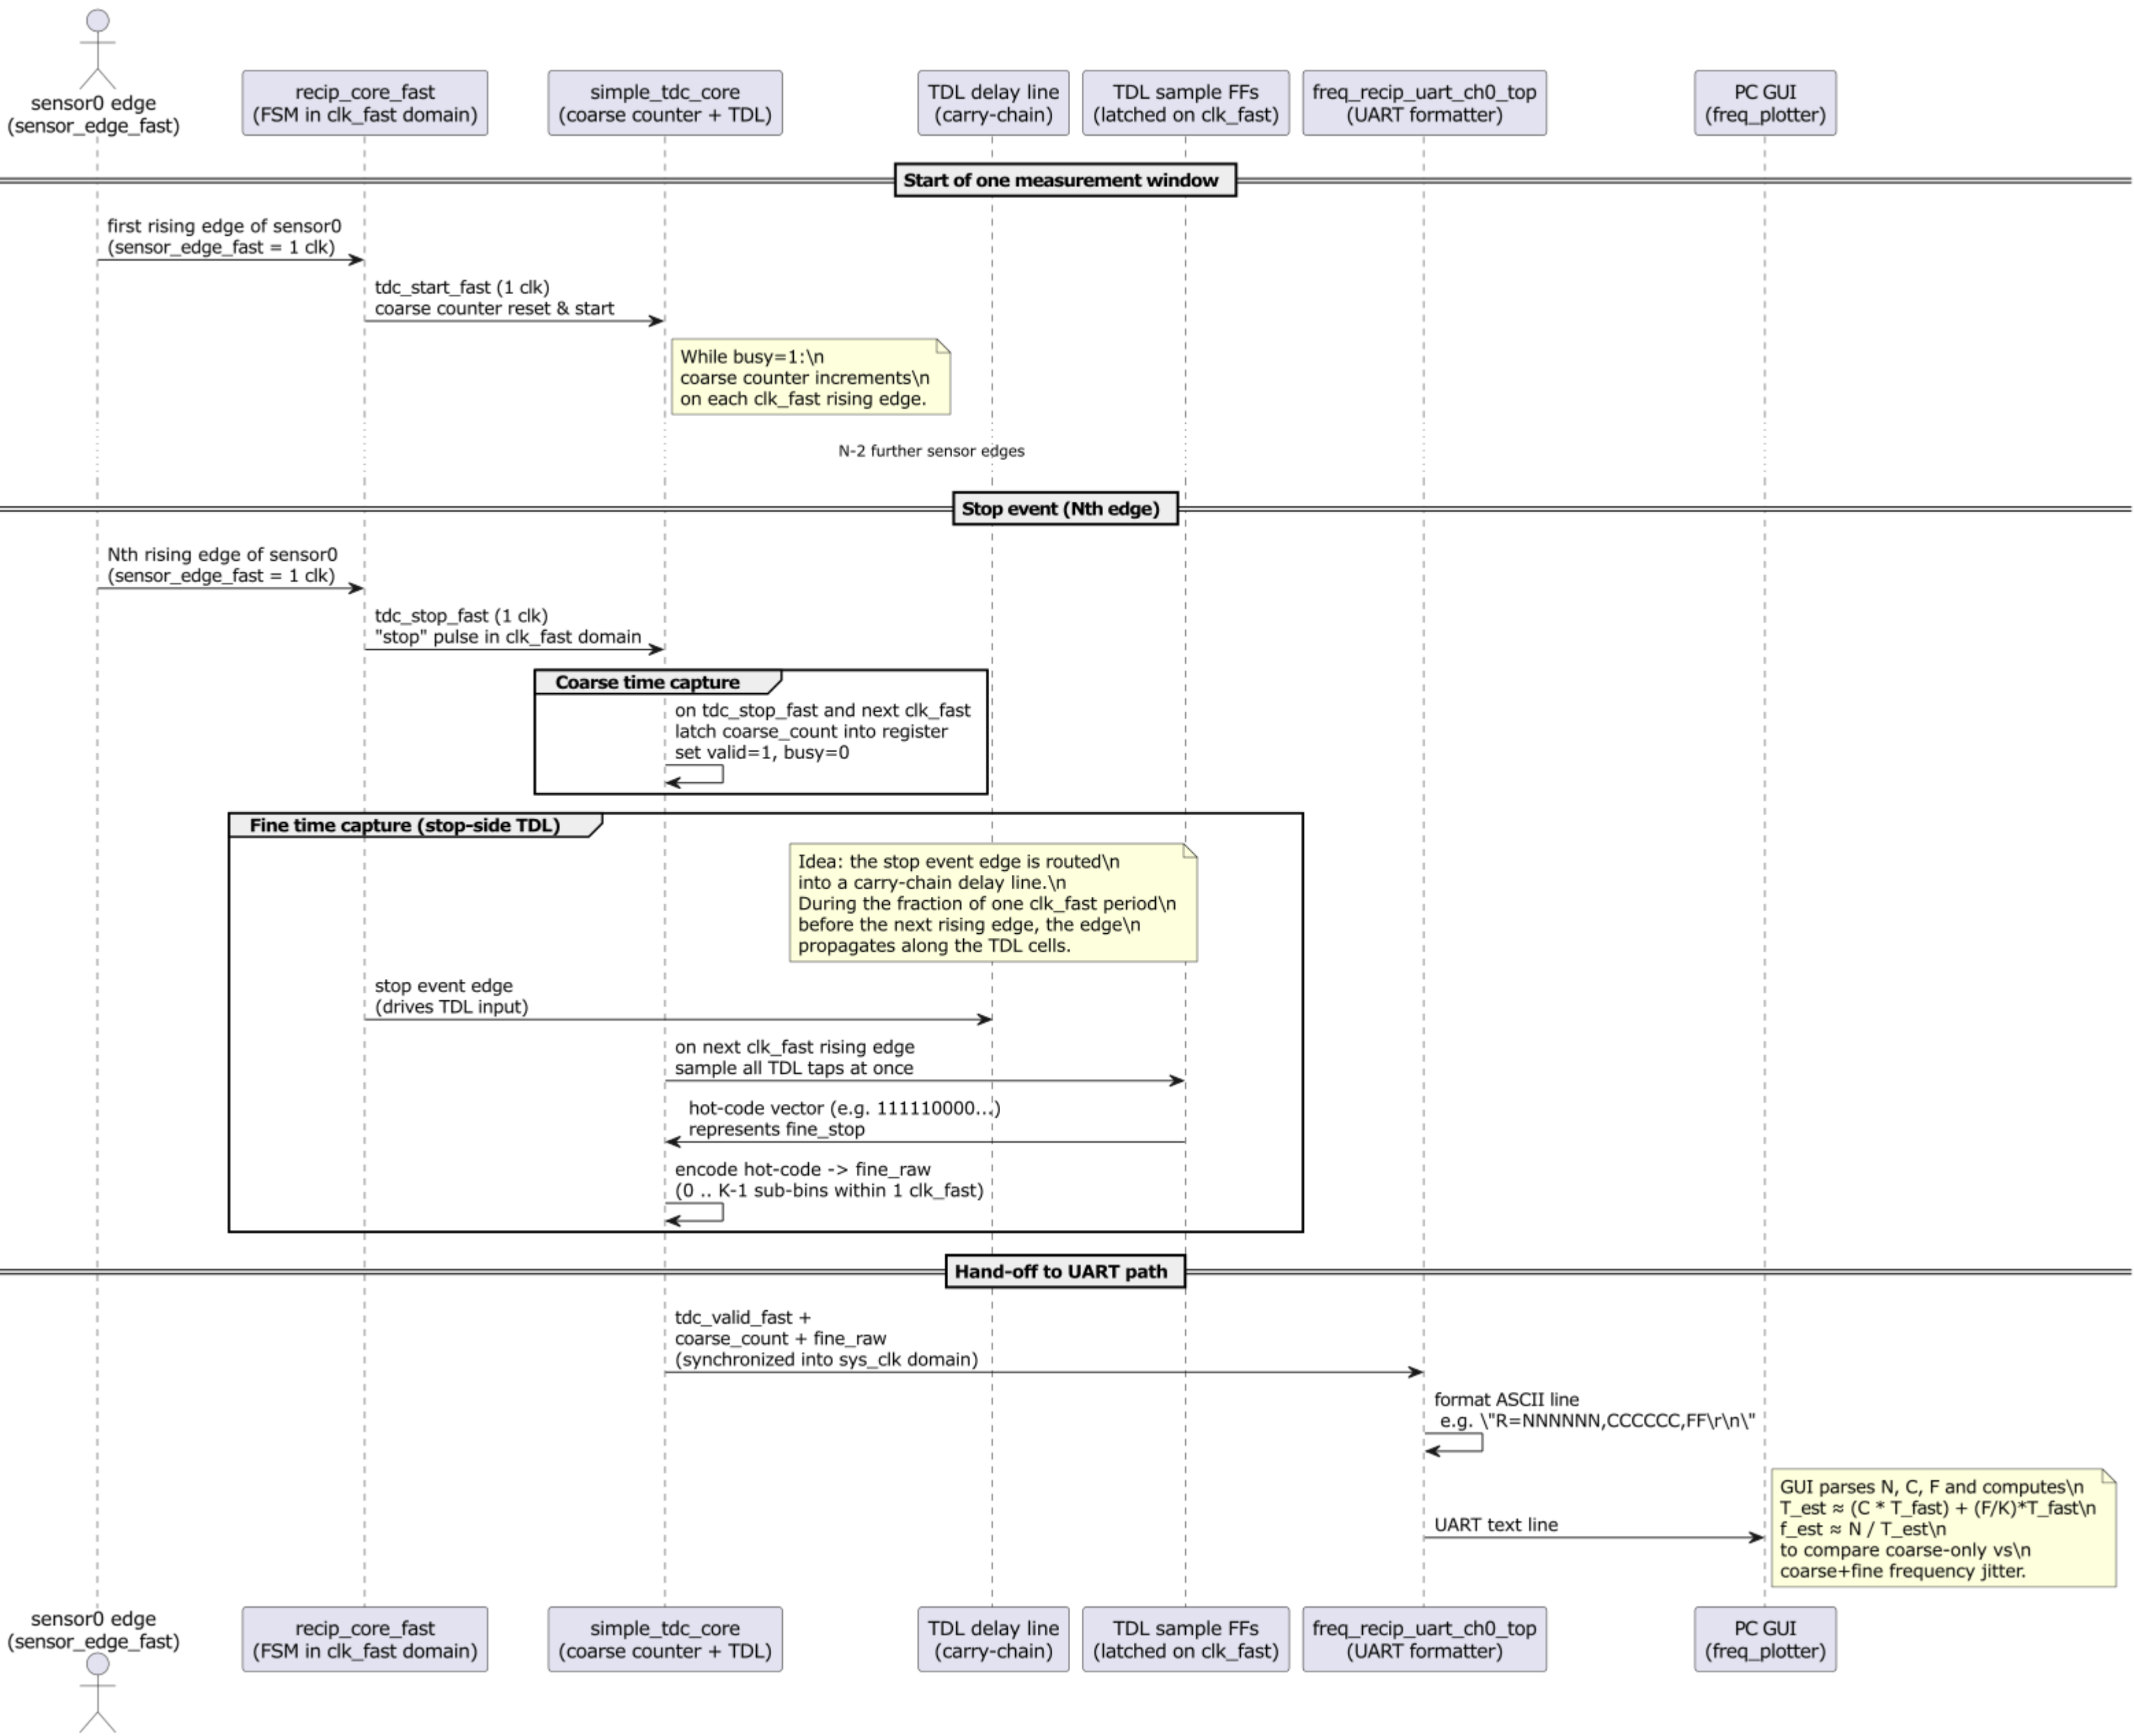 sensor0 edge
(sensor_edge_fast)
recip_core_fast
(FSM in clk_fast domain)
simple_tdc_core
(coarse counter + TDL)
TDL delay line
(carry-chain)
TDL sample FFs
(latched on clk_fast)
freq_recip_uart_ch0_top
(UART formatter)
PC GUI
(freq_plotter)
Start of one measurement window
first rising edge of sensor0
(sensor_edge_fast = 1 clk)
tdc_start_fast (1 clk)
coarse counter reset & start
While busy=1:\n
coarse counter increments\n
on each clk_fast rising edge.
N-2 further sensor edges
Stop event (Nth edge)
Nth rising edge of sensor0
(sensor_edge_fast = 1 clk)
tdc_stop_fast (1 clk)
"stop" pulse in clk_fast domain
Coarse time capture
on tdc_stop_fast and next clk_fast
latch coarse_count into register
set valid=1, busy=0
Fine time capture (stop-side TDL)
Idea: the stop event edge is routed\n
into a carry-chain delay line.\n
During the fraction of one clk_fast period\n
before the next rising edge, the edge\n
propagates along the TDL cells.
stop event edge
(drives TDL input)
on next clk_fast rising edge
sample all TDL taps at once
hot-code vector (e.g. 111110000...)
represents fine_stop
encode hot-code -> fine_raw
(0 .. K-1 sub-bins within 1 clk_fast)
Hand-off to UART path
tdc_valid_fast +
coarse_count + fine_raw
(synchronized into sys_clk domain)
format ASCII line
e.g. \"R=NNNNNN,CCCCCC,FF\r\n\"
UART text line
GUI parses N, C, F and computes\n
T_est ≈ (C * T_fast) + (F/K)*T_fast\n
f_est ≈ N / T_est\n
to compare coarse-only vs\n
coarse+fine frequency jitter.
sensor0 edge
(sensor_edge_fast)
recip_core_fast
(FSM in clk_fast domain)
simple_tdc_core
(coarse counter + TDL)
TDL delay line
(carry-chain)
TDL sample FFs
(latched on clk_fast)
freq_recip_uart_ch0_top
(UART formatter)
PC GUI
(freq_plotter)